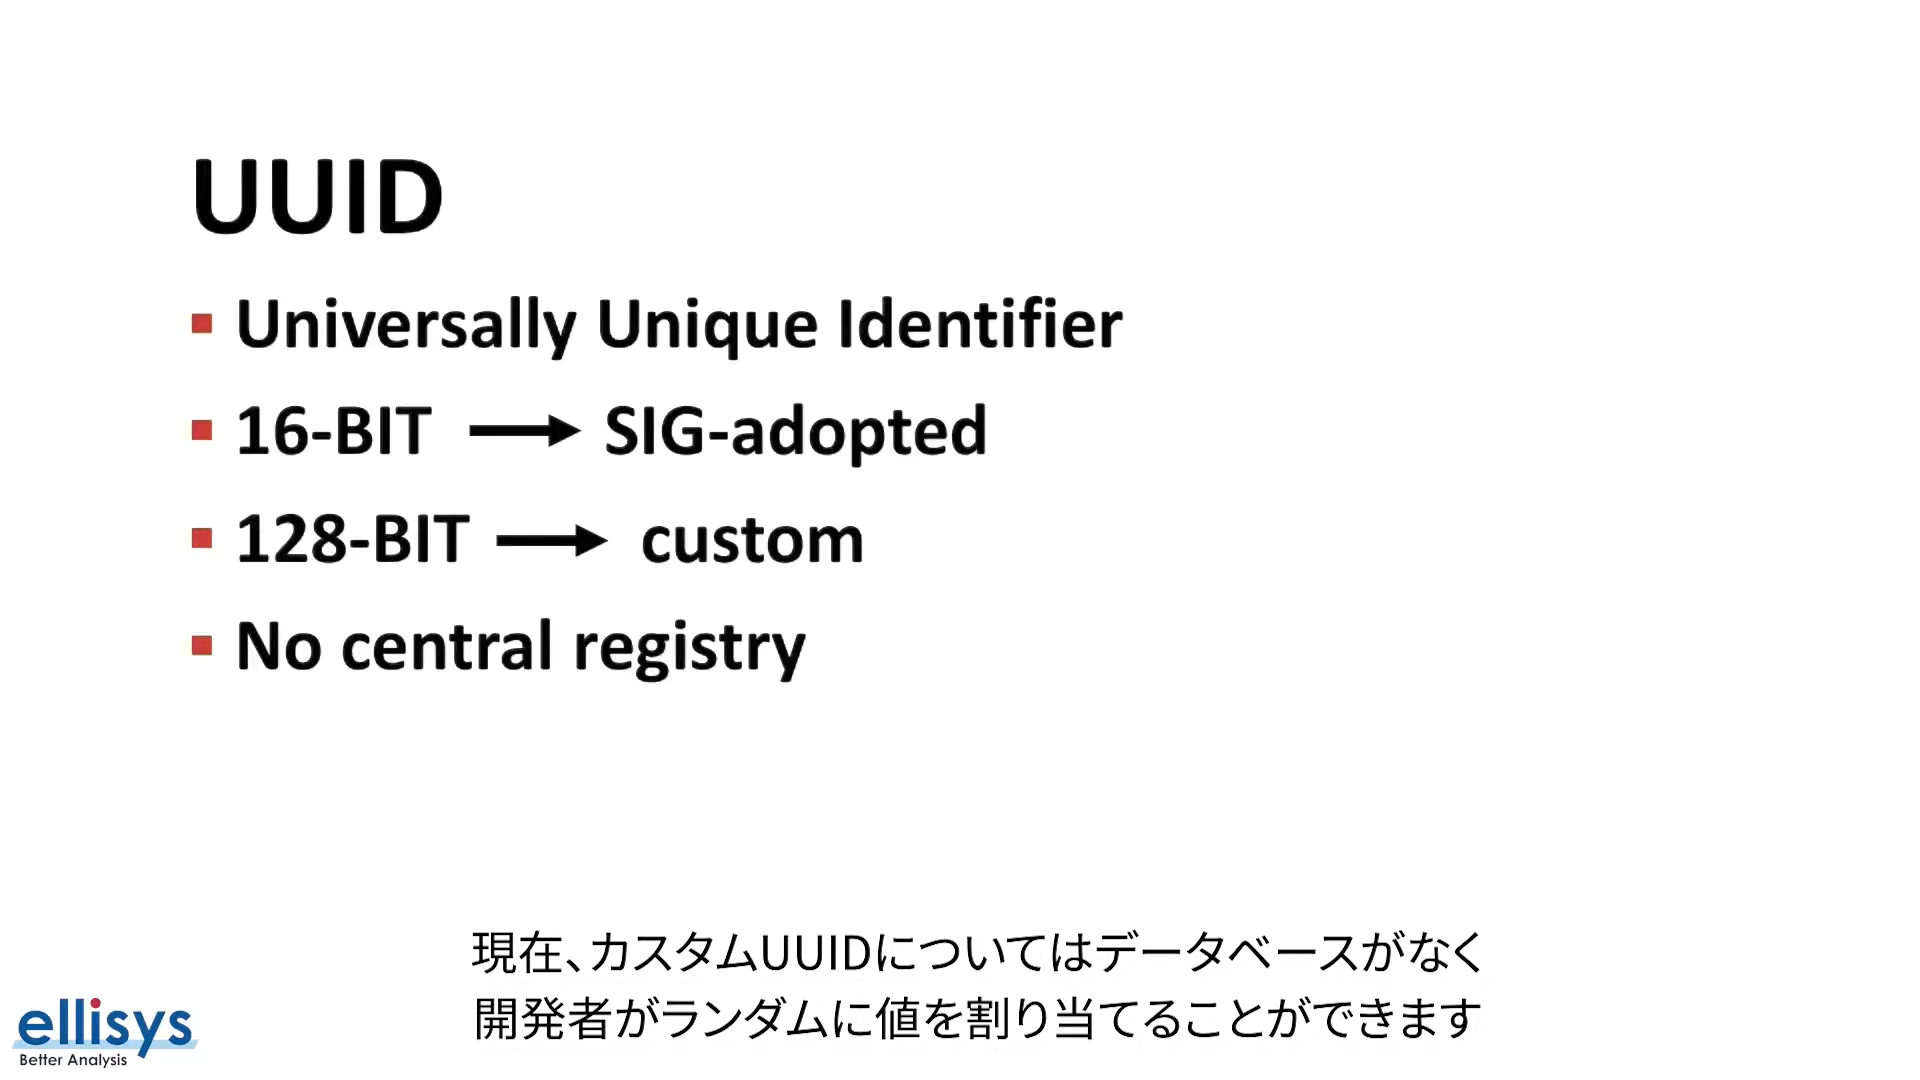 UUID
Universally Unique Identifier
16-BIT → SIG-adopted
128-BIT → custom
No central registry
現在、カスタムUUIDについてはデータベースがなく
開発者がランダムに値を割り当てることができます
ellisys
Better Analysis